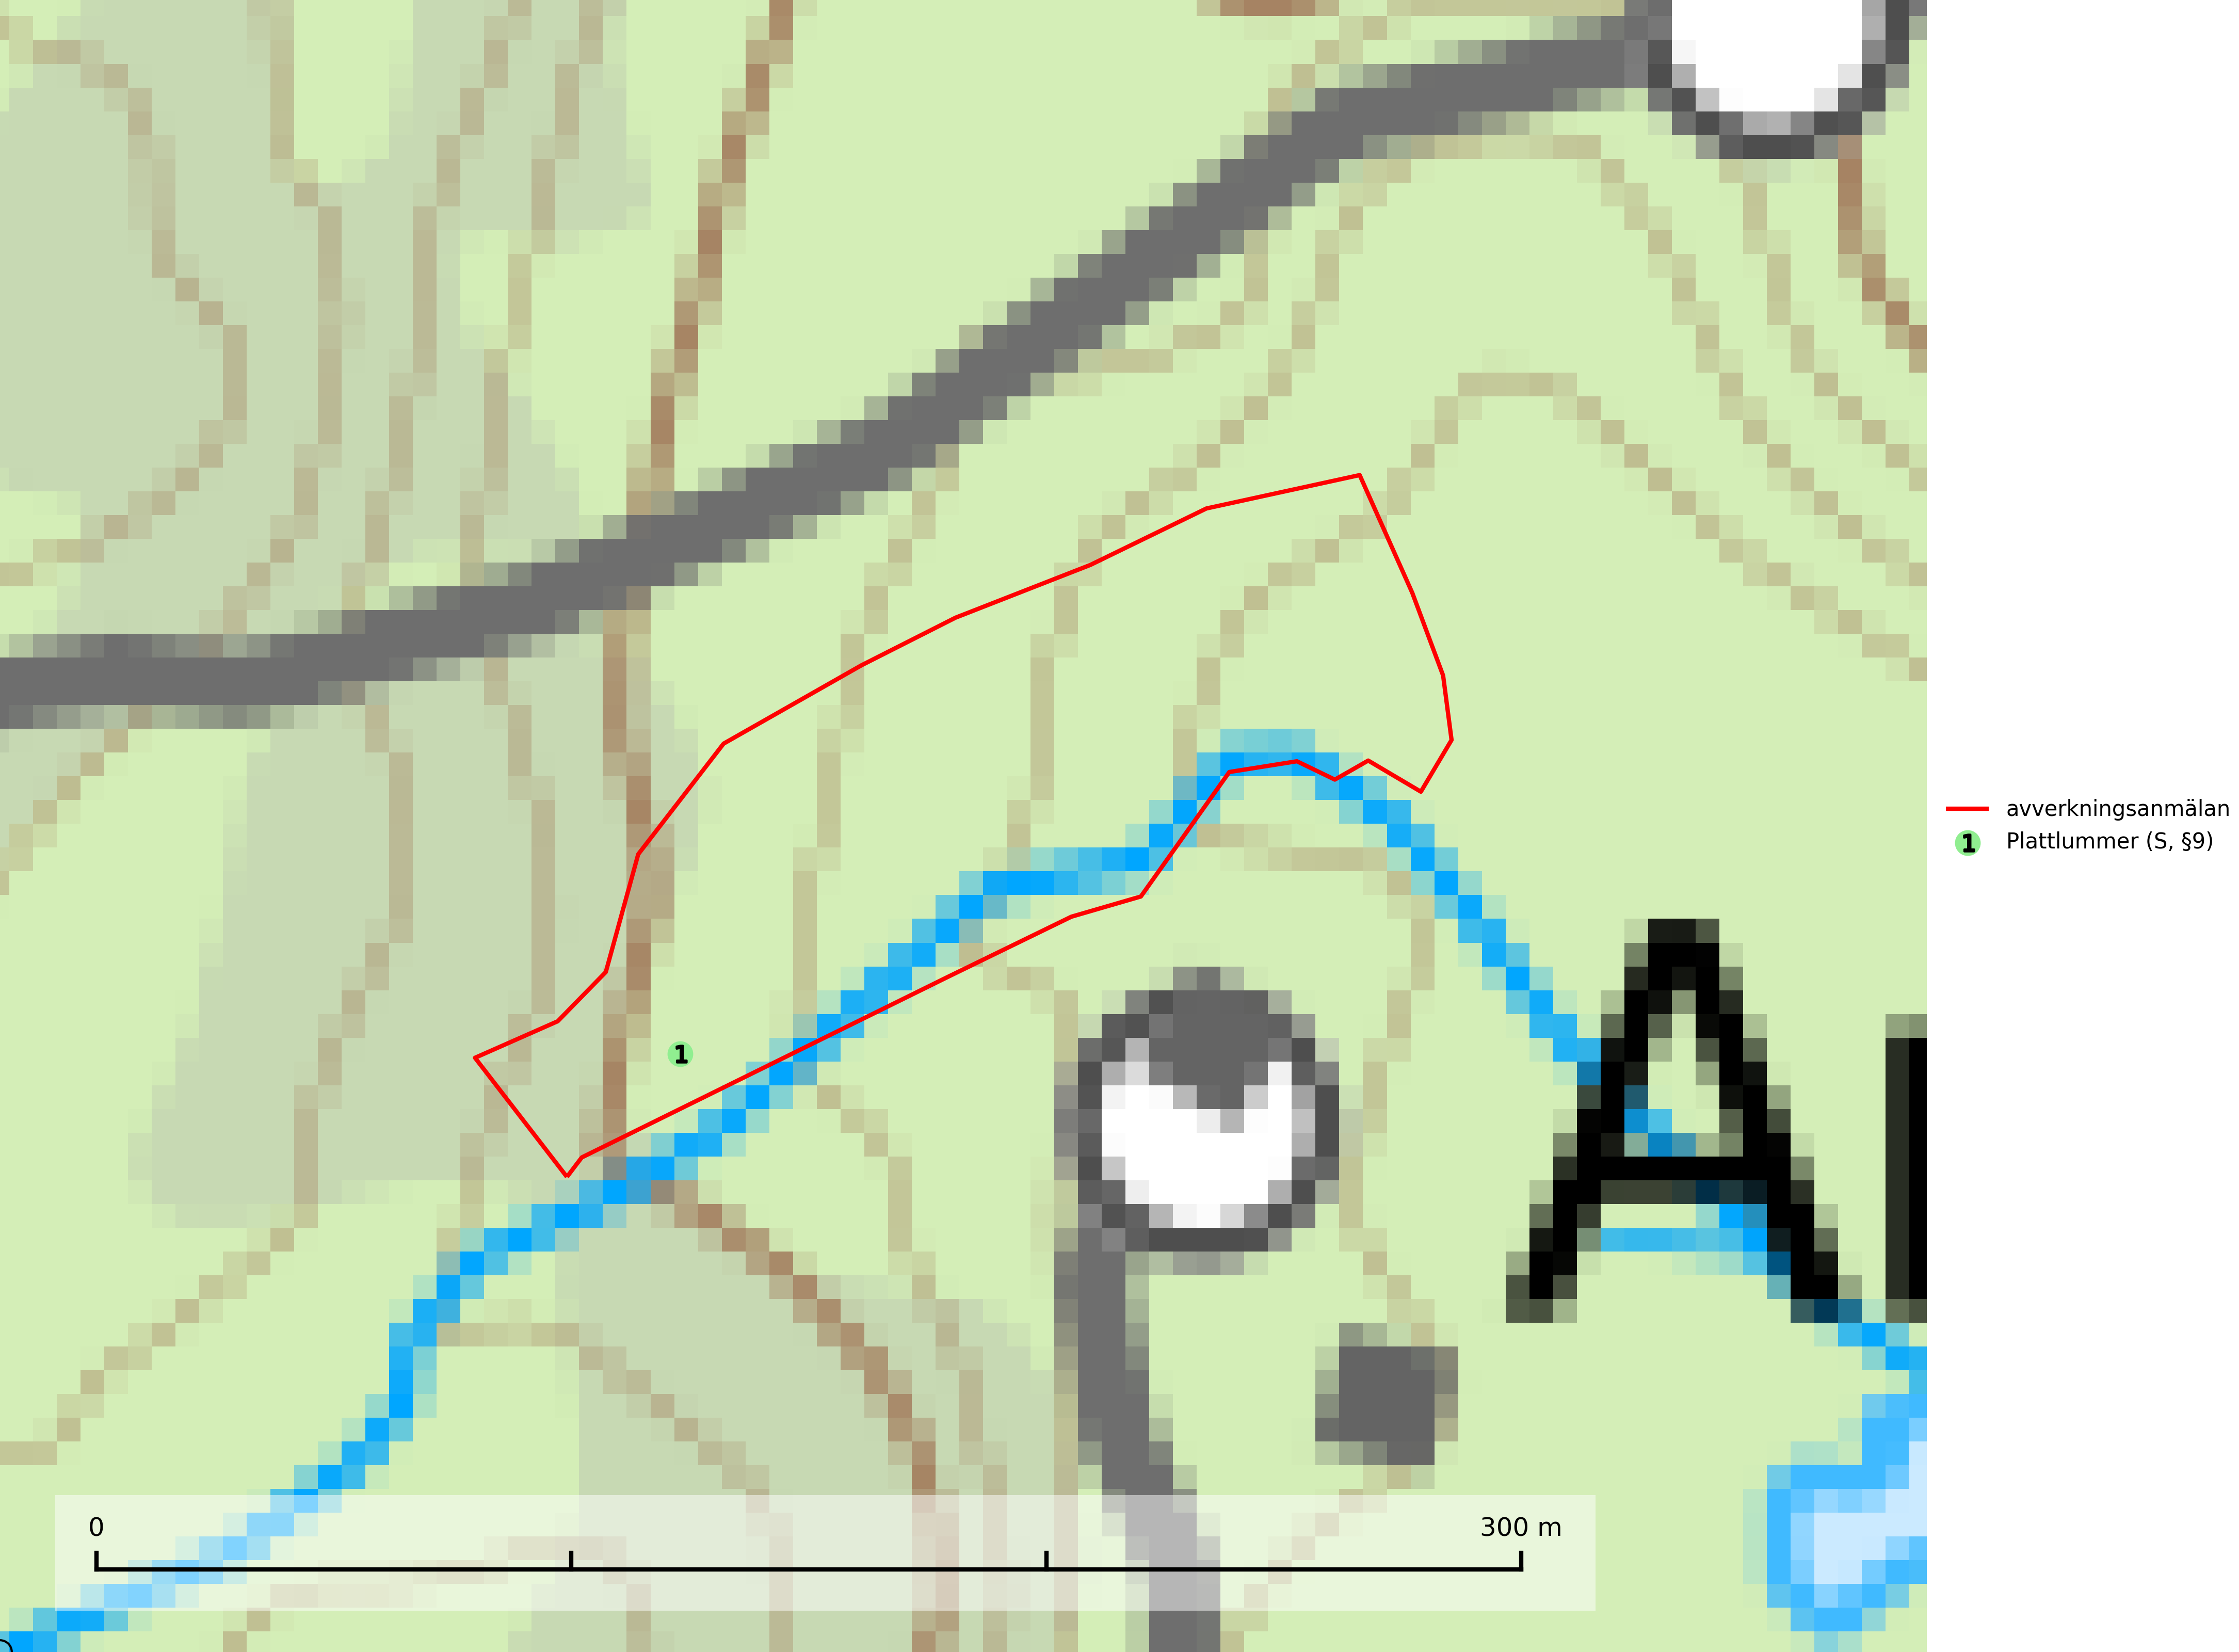 avverkningsanmälan
1 Plattlummer (S, §9)
1
A
0 300 m